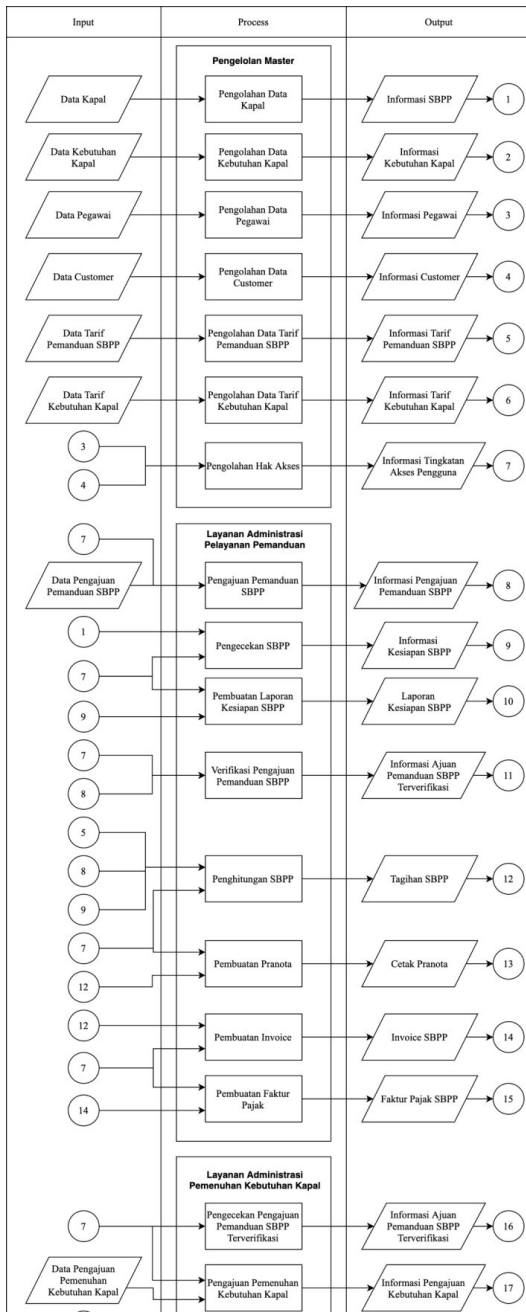 Input
Process
Output
Pengelolan Master
Data Kapal
Pengolahan Data
Kapal
Informasi SBPP
1
Data Kebutuhan
Kapal
Pengolahan Data
Kebutuhan Kapal
Informasi
Kebutuhan Kapal
2
Data Pegawai
Pengolahan Data
Pegawai
Informasi Pegawai
3
Data Customer
Pengolahan Data
Customer
Informasi Customer
4
Data Tarif
Pemanduan SBPP
Pengolahan Data Tarif
Pemanduan SBPP
Informasi Tarif
Pemanduan SBPP
5
Data Tarif
Kebutuhan Kapal
Pengolahan Data Tarif
Kebutuhan Kapal
Informasi Tarif
Kebutuhan Kapal
6
3
4
Pengolahan Hak Akses
Informasi Tingkatan
Akses Pengguna
7
Layanan Administrasi
Pelayanan Pemanduan
7
Data Pengajuan
Pemanduan SBPP
Pengajuan Pemanduan
SBPP
Informasi Pengajuan
Pemanduan SBPP
8
1
Pengecekan SBPP
Informasi
Kesiapan SBPP
9
7
9
Pembuatan Laporan
Kesiapan SBPP
Laporan
Kesiapan SBPP
10
7
8
Verifikasi Pengajuan
Pemanduan SBPP
Informasi Ajuan
Pemanduan SBPP
Terverifikasi
11
5
8
9
Penghitungan SBPP
Tagihan SBPP
12
7
12
Pembuatan Pranota
Cetak Pranota
13
12
Pembuatan Invoice
Invoice SBPP
14
7
14
Pembuatan Faktur
Pajak
Faktur Pajak SBPP
15
Layanan Administrasi
Pemenuhan Kebutuhan Kapal
7
Pengecekan Pengajuan
Pemanduan SBPP
Terverifikasi
Informasi Ajuan
Pemanduan SBPP
Terverifikasi
16
Data Pengajuan
Pemenuhan
Kebutuhan Kapal
Pengajuan Pemenuhan
Kebutuhan Kapal
Informasi Pengajuan
Kebutuhan Kapal
17